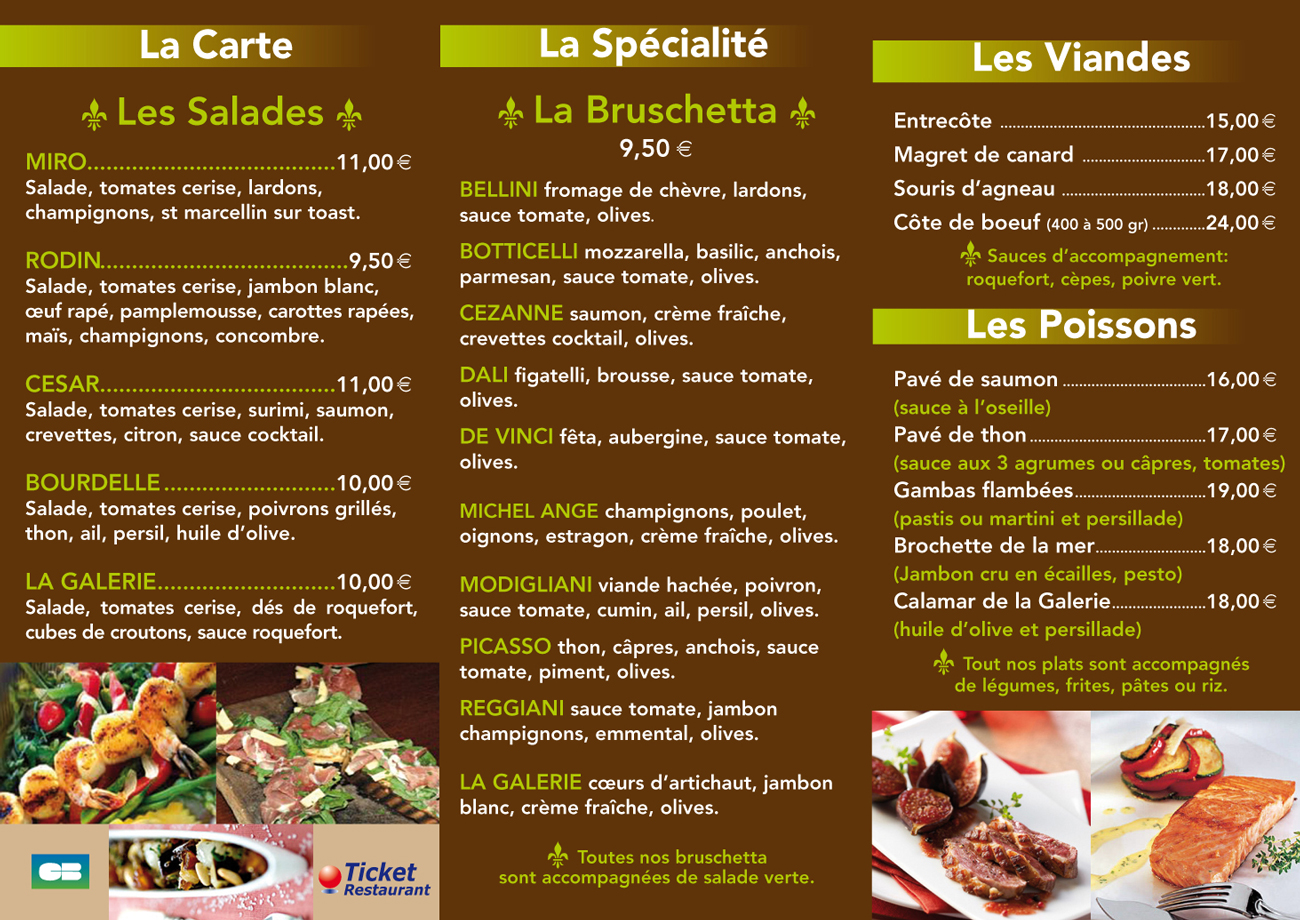 La Carte
Les Salades
MIRO.......................................11,00 €
Salade, tomates cerise, lardons,
champignons, st marcellin sur toast.
RODIN.......................................9,50 €
Salade, tomates cerise, jambon blanc,
œuf rapé, pamplemousse, carottes rapées,
maïs, champignons, concombre.
CESAR.....................................11,00 €
Salade, tomates cerise, surimi, saumon,
crevettes, citron, sauce cocktail.
BOURDELLE...........................10,00 €
Salade, tomates cerise, poivrons grillés,
thon, ail, persil, huile d’olive.
LA GALERIE............................10,00 €
Salade, tomates cerise, dés de roquefort,
cubes de croutons, sauce roquefort.
CB
Ticket
Restaurant
La Spécialité
La Bruschetta
9,50 €
BELLINI fromage de chèvre, lardons,
sauce tomate, olives.
BOTTICELLI mozzarella, basilic, anchois,
parmesan, sauce tomate, olives.
CEZANNE saumon, crème fraîche,
crevettes cocktail, olives.
DALI figatelli, brousse, sauce tomate,
olives.
DE VINCI fêta, aubergine, sauce tomate,
olives.
MICHEL ANGE champignons, poulet,
oignons, estragon, crème fraîche, olives.
MODIGLIANI viande hachée, poivron,
sauce tomate, cumin, ail, persil, olives.
PICASSO thon, câpres, anchois, sauce
tomate, piment, olives.
REGGIANI sauce tomate, jambon
champignons, emmental, olives.
LA GALERIE cœurs d’artichaut, jambon
blanc, crème fraîche, olives.
Toutes nos bruschetta
sont accompagnées de salade verte.
Les Viandes
Entrecôte ............................................15,00 €
Magret de canard ..........................17,00 €
Souris d’agneau ...............................18,00 €
Côte de boeuf (400 à 500 gr) ...........24,00 €
Sauces d’accompagnement:
roquefort, cèpes, poivre vert.
Les Poissons
Pavé de saumon ...............................16,00 €
(sauce à l’oseille)
Pavé de thon......................................17,00 €
(sauce aux 3 agrumes ou câpres, tomates)
Gambas flambées............................19,00 €
(pastis ou martini et persillade)
Brochette de la mer........................18,00 €
(Jambon cru en écailles, pesto)
Calamar de la Galerie....................18,00 €
(huile d’olive et persillade)
Tout nos plats sont accompagnés
de légumes, frites, pâtes ou riz.